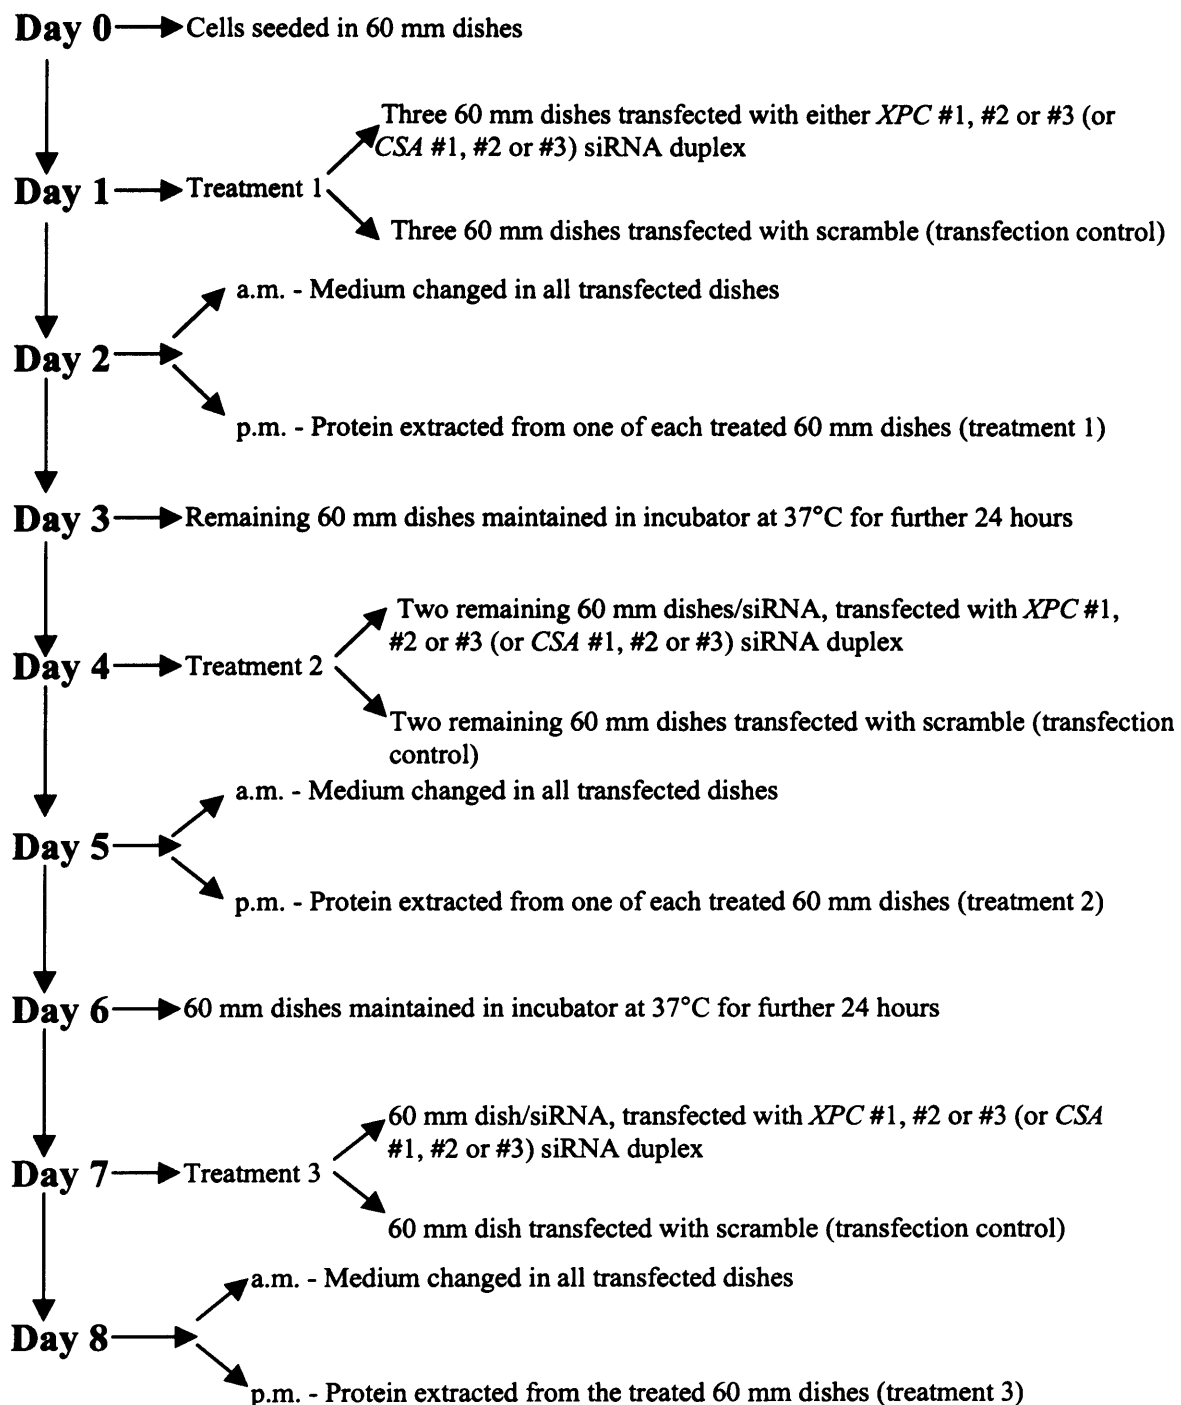 Day 0 Cells seeded in 60 mm dishes
Three 60 mm dishes transfected with either XPC #1, #2 or #3 (or
CSA #1, #2 or #3) siRNA duplex
Day 1 Treatment 1
Three 60 mm dishes transfected with scramble (transfection control)
a.m. - Medium changed in all transfected dishes
Day 2
p.m. - Protein extracted from one of each treated 60 mm dishes (treatment 1)
Day 3 Remaining 60 mm dishes maintained in incubator at 37°C for further 24 hours
Two remaining 60 mm dishes/siRNA, transfected with XPC #1,
#2 or #3 (or CSA #1, #2 or #3) siRNA duplex
Day 4 Treatment 2
Two remaining 60 mm dishes transfected with scramble (transfection
control)
a.m. - Medium changed in all transfected dishes
Day 5
p.m. - Protein extracted from one of each treated 60 mm dishes (treatment 2)
Day 6 60 mm dishes maintained in incubator at 37°C for further 24 hours
60 mm dish/siRNA, transfected with XPC #1, #2 or #3 (or CSA
#1, #2 or #3) siRNA duplex
Day 7 Treatment 3
60 mm dish transfected with scramble (transfection control)
a.m. - Medium changed in all transfected dishes
Day 8
p.m. - Protein extracted from the treated 60 mm dishes (treatment 3)